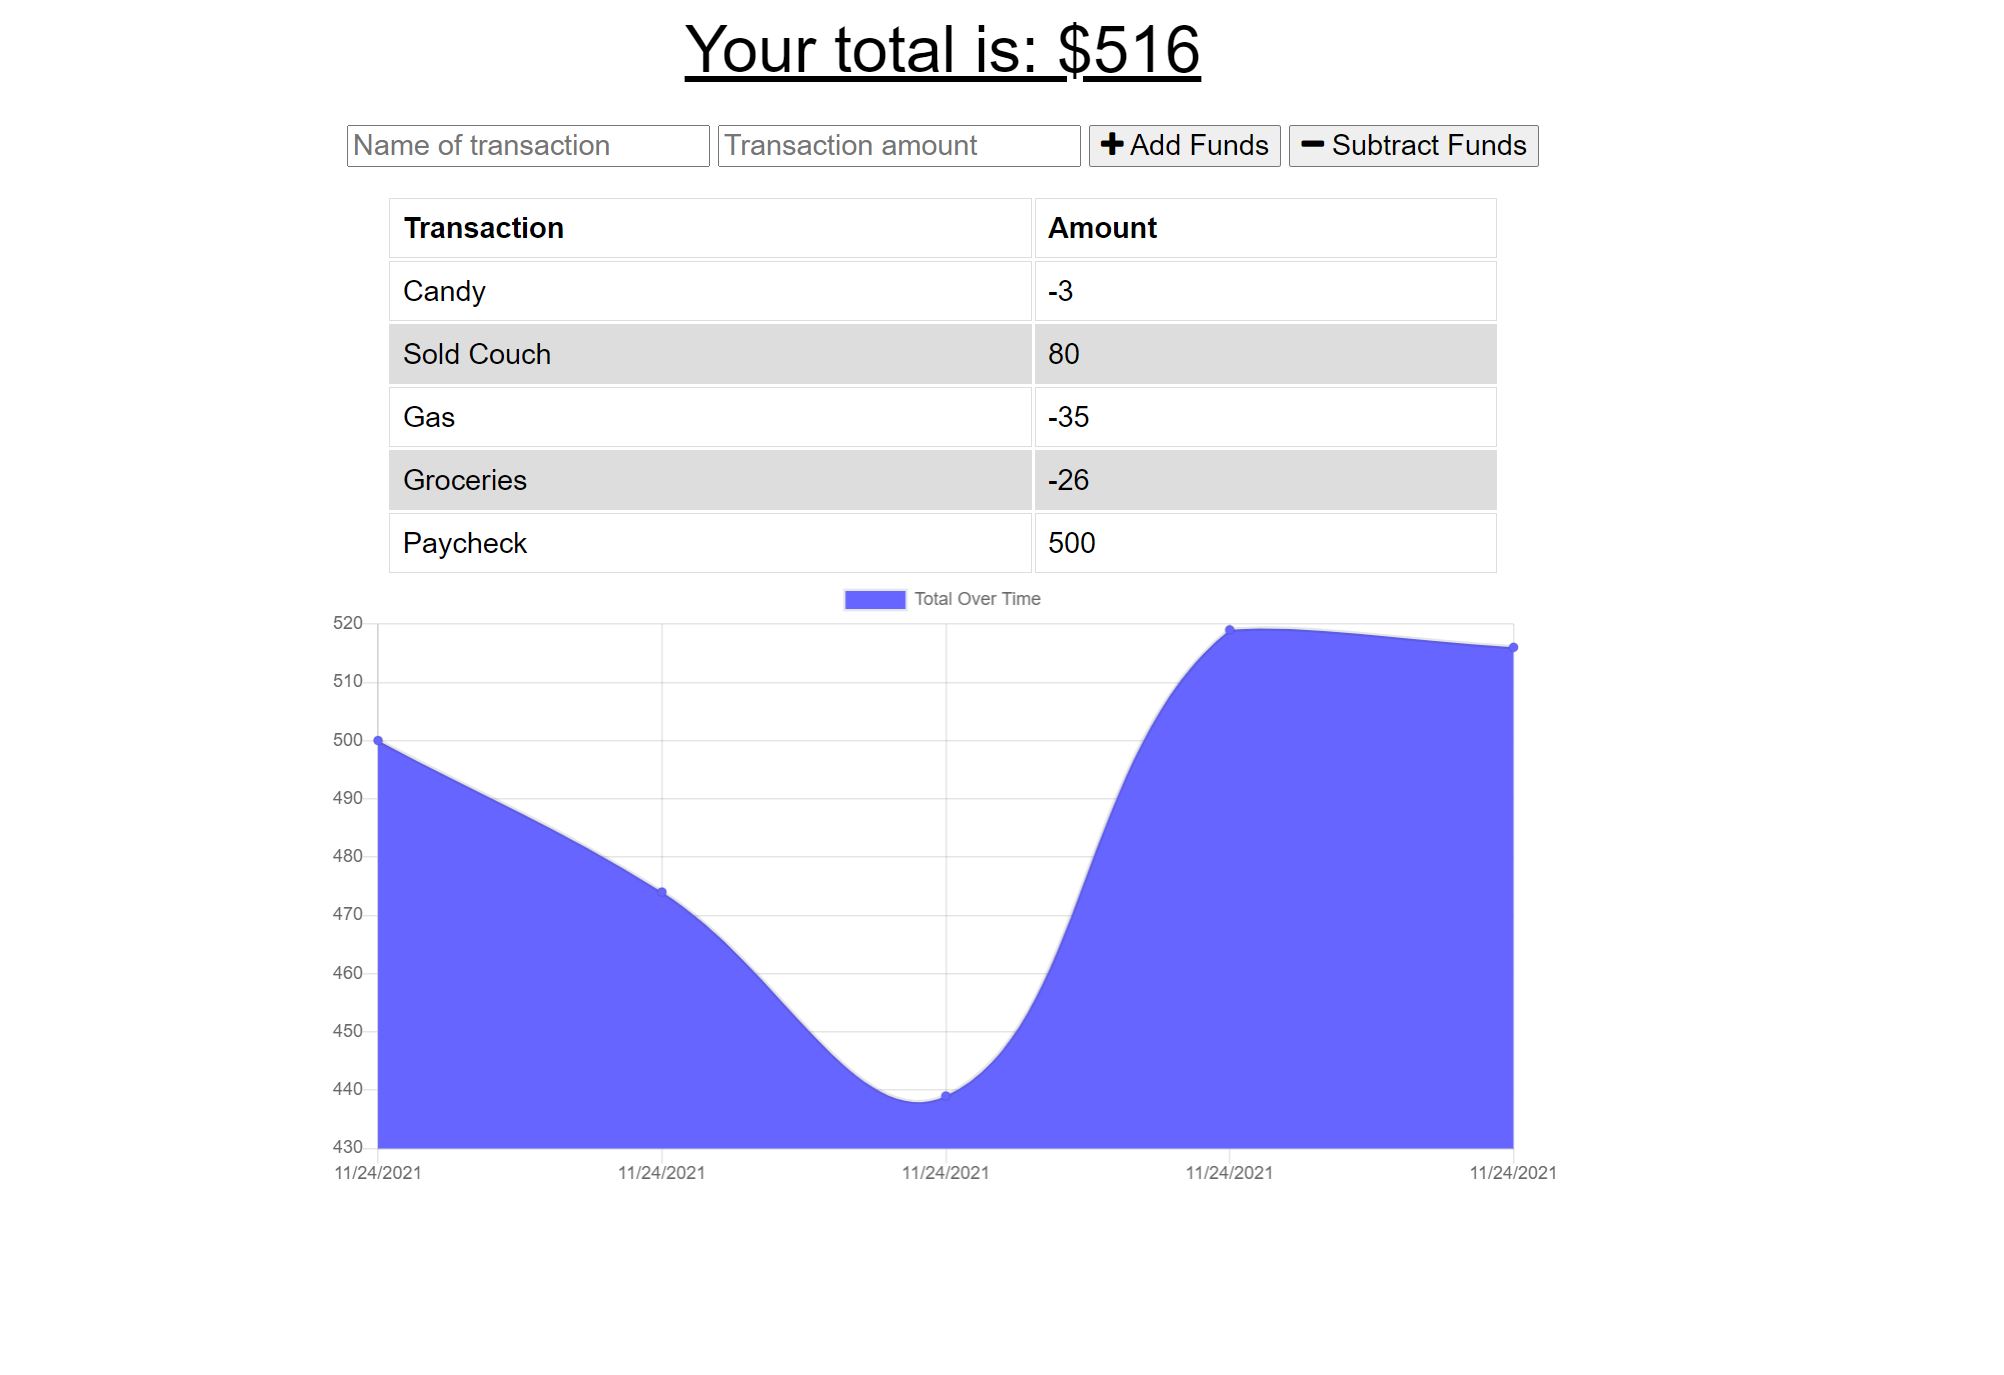 Your total is: $516
Name of transaction Transaction amount Add Funds Subtract Funds
Transaction Amount
Candy -3
Sold Couch 80
Gas -35
Groceries -26
Paycheck 500
Total Over Time
520
510
500
490
480
470
460
450
440
430
11/24/2021 11/24/2021 11/24/2021 11/24/2021 11/24/2021